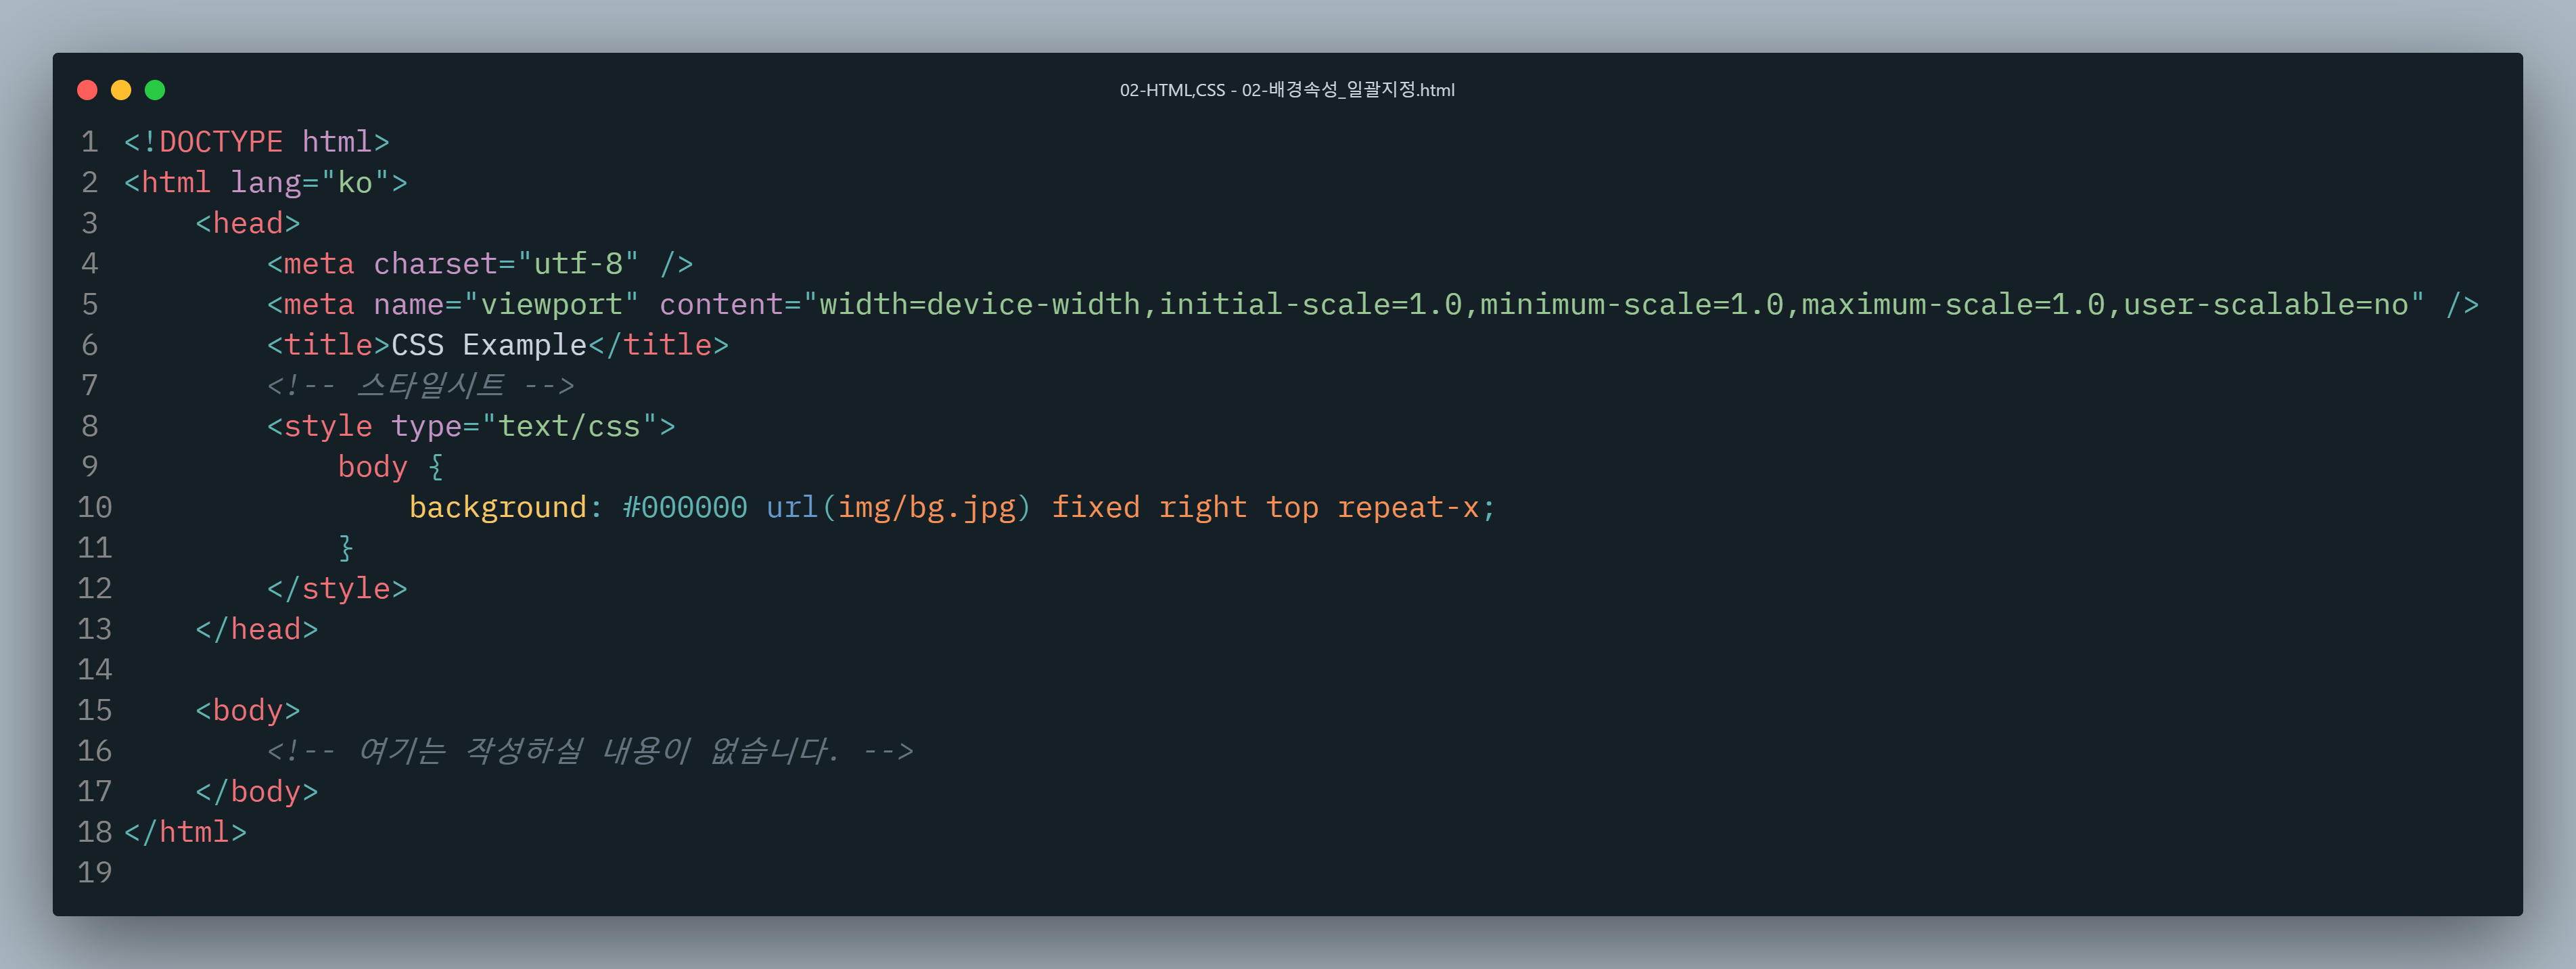 02-HTML,CSS - 02-배경속성_일괄지정.html
1 <!DOCTYPE html>
2 <html lang="ko">
3     <head>
4         <meta charset="utf-8" />
5         <meta name="viewport" content="width=device-width,initial-scale=1.0,minimum-scale=1.0,maximum-scale=1.0,user-scalable=no" />
6         <title>CSS Example</title>
7         <!-- 스타일시트 -->
8         <style type="text/css">
9             body {
10                 background: #000000 url(img/bg.jpg) fixed right top repeat-x;
11             }
12         </style>
13     </head>
14
15     <body>
16         <!-- 여기는 작성하실 내용이 없습니다. -->
17     </body>
18 </html>
19